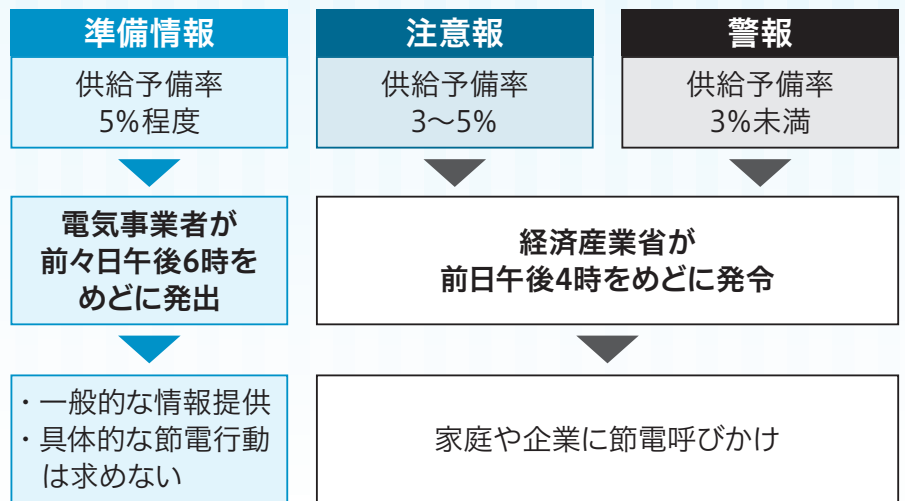 準備情報
供給予備率
5%程度
電気事業者が
前々日午後6時を
めどに発出
・一般的な情報提供
・具体的な節電行動
は求めない
注意報
供給予備率
3〜5%
警報
供給予備率
3%未満
経済産業省が
前日午後4時をめどに発令
家庭や企業に節電呼びかけ